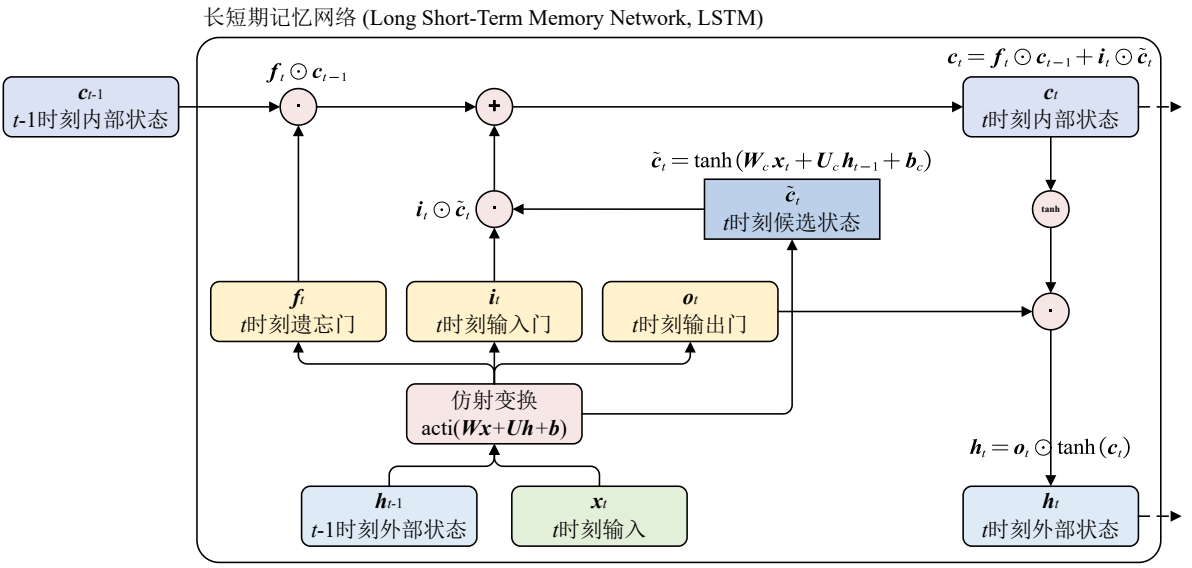 长短期记忆网络 (Long Short-Term Memory Network, LSTM)
f_t ⊙ c_{t−1}
c_t = f_t ⊙ c_{t−1} + i_t ⊙ c̃_t
c_{t-1}
t-1时刻内部状态
·
+
c_t
t时刻内部状态
c̃_t = tanh(W_c x_t + U_c h_{t−1} + b_c)
i_t ⊙ c̃_t
·
c̃_t
t时刻候选状态
tanh
f_t
t时刻遗忘门
i_t
t时刻输入门
o_t
t时刻输出门
·
仿射变换
acti(Wx+Uh+b)
h_t = o_t ⊙ tanh(c_t)
h_{t-1}
t-1时刻外部状态
x_t
t时刻输入
h_t
t时刻外部状态